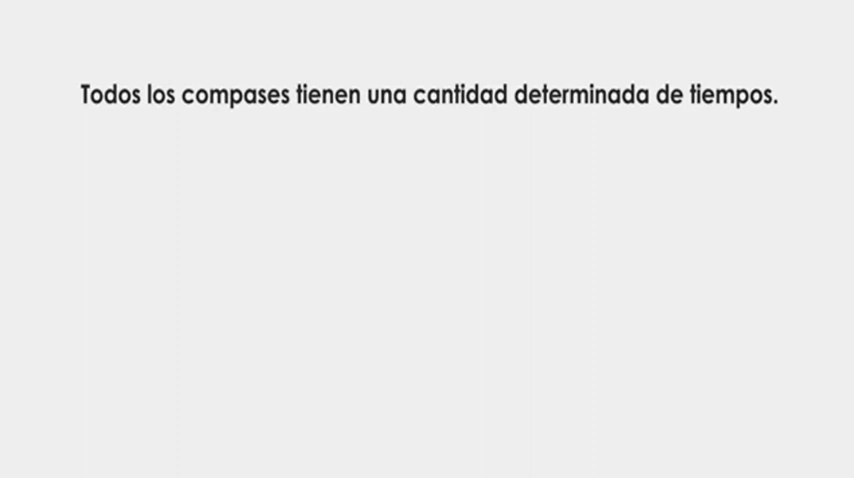 Todos los compases tienen una cantidad determinada de tiempos.